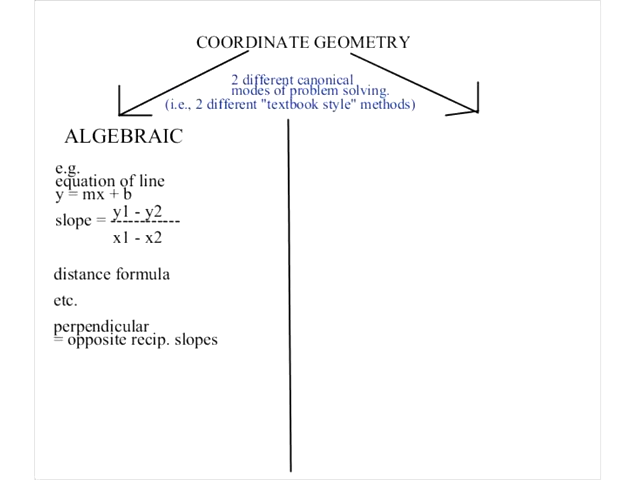 COORDINATE GEOMETRY
2 different canonical
modes of problem solving.
(i.e., 2 different "textbook style" methods)
ALGEBRAIC
e.g.
equation of line
y = mx + b
slope = y1 - y2
-----------
x1 - x2
distance formula
etc.
perpendicular
= opposite recip. slopes